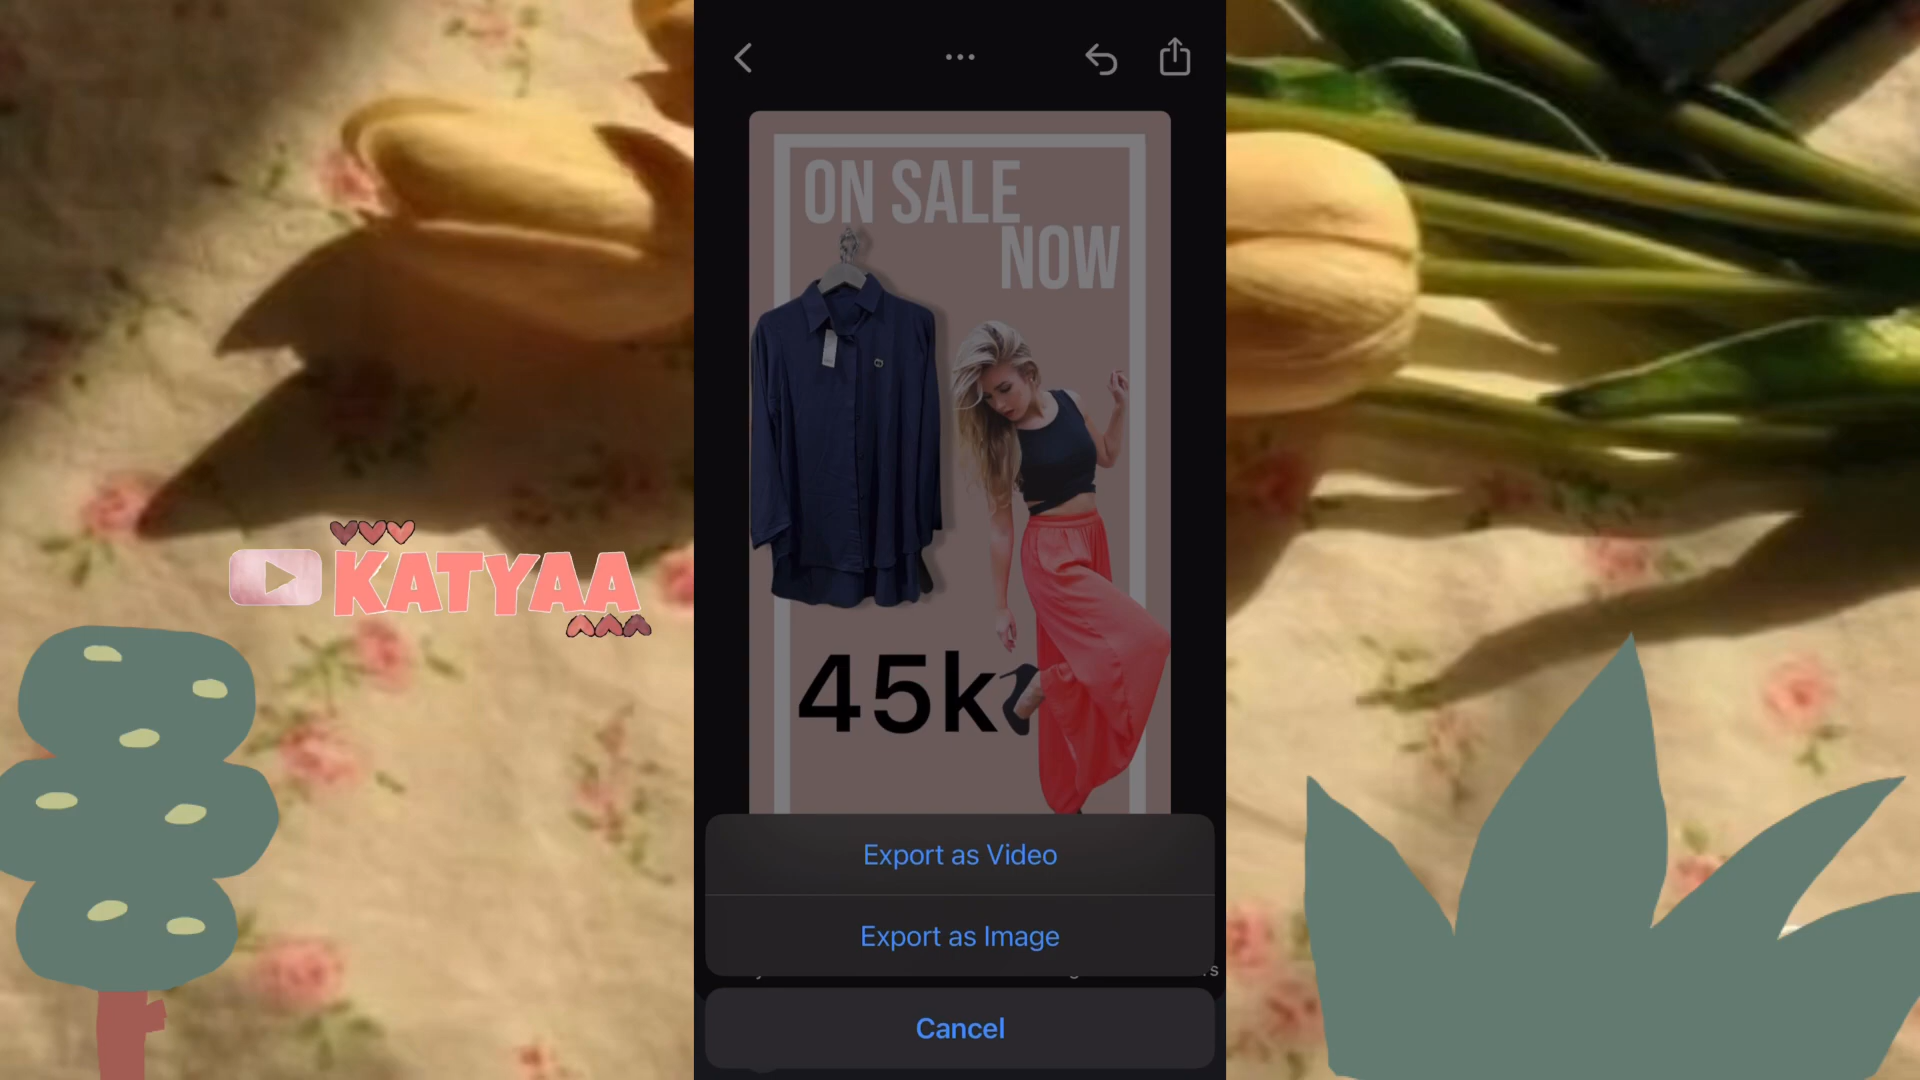 ON SALE
NOW
KATYAA
45k
Export as Video
Export as Image
Cancel